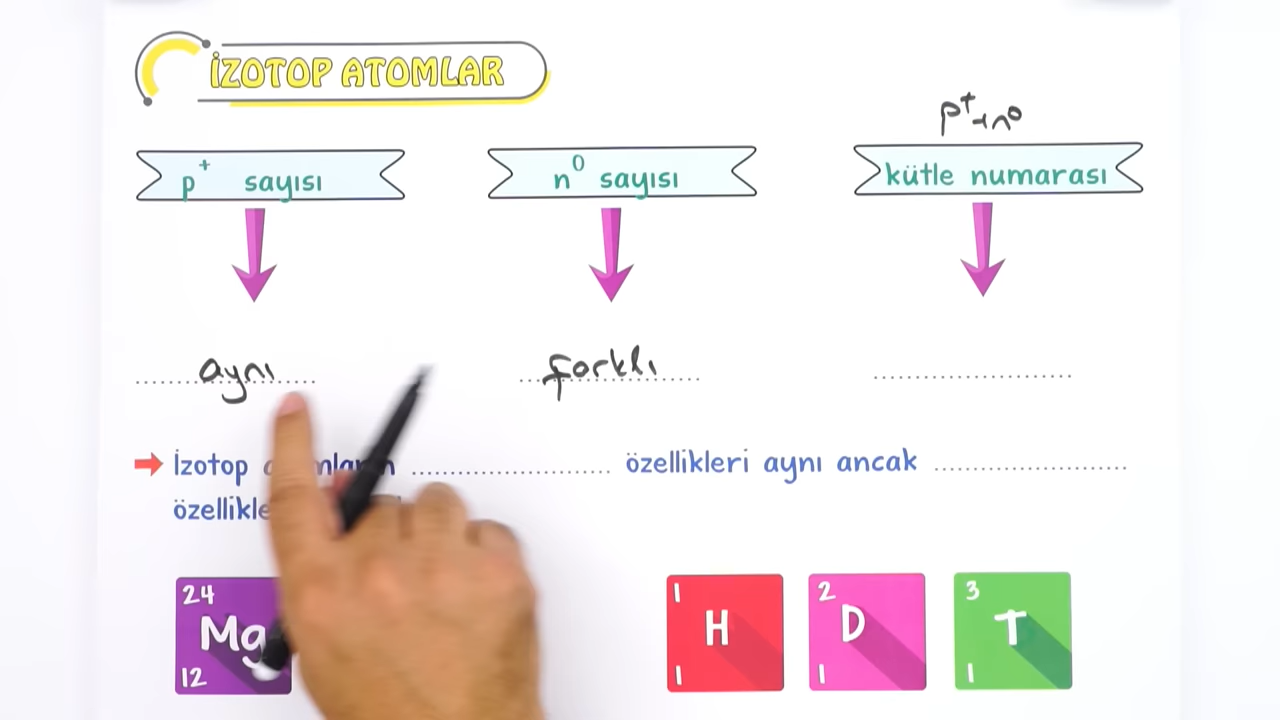 İZOTOP ATOMLAR
p⁺+n⁰
p⁺ sayısı
n⁰ sayısı
kütle numarası
aynı
farklı
İzotop ........................ özellikleri aynı ancak ........................
24
Mg
12
1
H
1
2
D
1
3
T
1